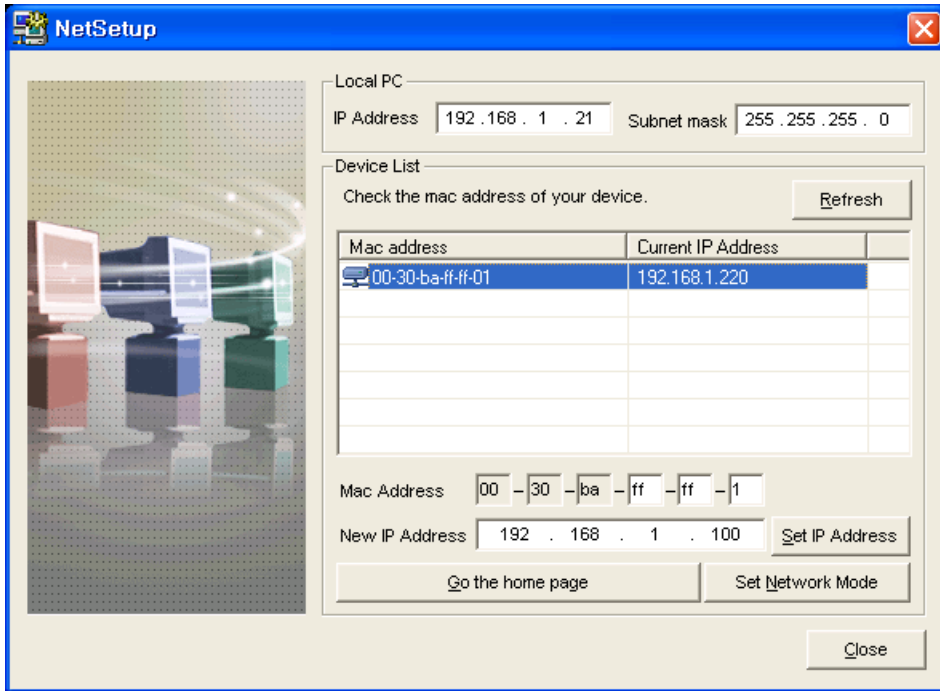 NetSetup
Local PC
IP Address 192 . 168 . 1 . 21 Subnet mask 255 . 255 . 255 . 0
Device List
Check the mac address of your device. Refresh
Mac address Current IP Address
00-30-ba-ff-ff-01 192.168.1.220
Mac Address 00 – 30 – ba – ff – ff – 1
New IP Address 192 . 168 . 1 . 100 Set IP Address
Go the home page Set Network Mode
Close